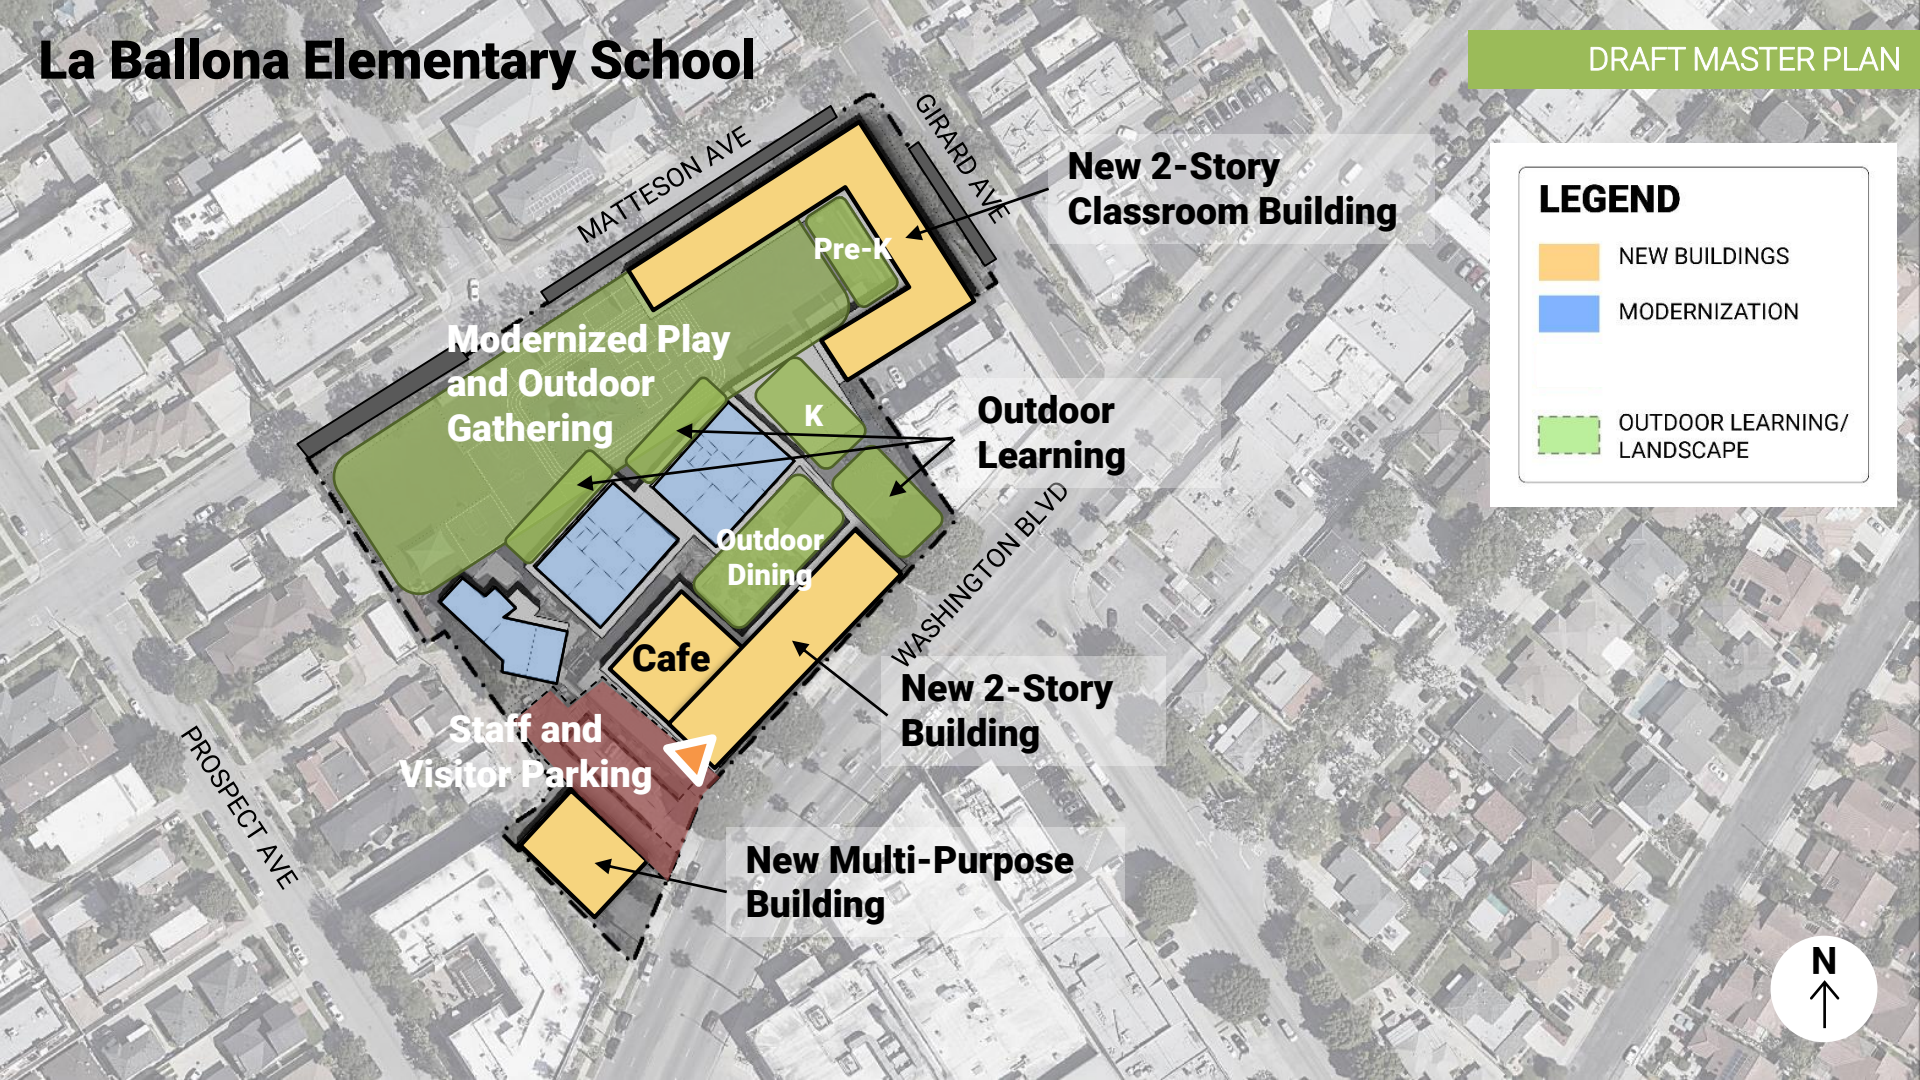 La Ballona Elementary School
DRAFT MASTER PLAN
MATTESON AVE
GIRARD AVE
New 2-Story
Classroom Building
LEGEND
NEW BUILDINGS
MODERNIZATION
OUTDOOR LEARNING/
LANDSCAPE
Pre-K
Modernized Play
and Outdoor
Gathering
K
Outdoor
Learning
Outdoor
Dining
WASHINGTON BLVD
Cafe
New 2-Story
Building
Staff and
Visitor Parking
PROSPECT AVE
New Multi-Purpose
Building
N